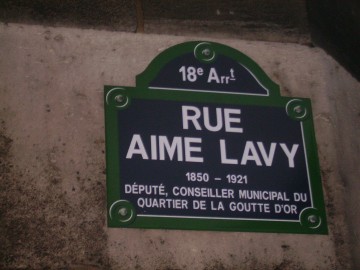 18e Arrt
RUE
AIME LAVY
1850 - 1921
DÉPUTÉ, CONSEILLER MUNICIPAL DU
QUARTIER DE LA GOUTTE D'OR